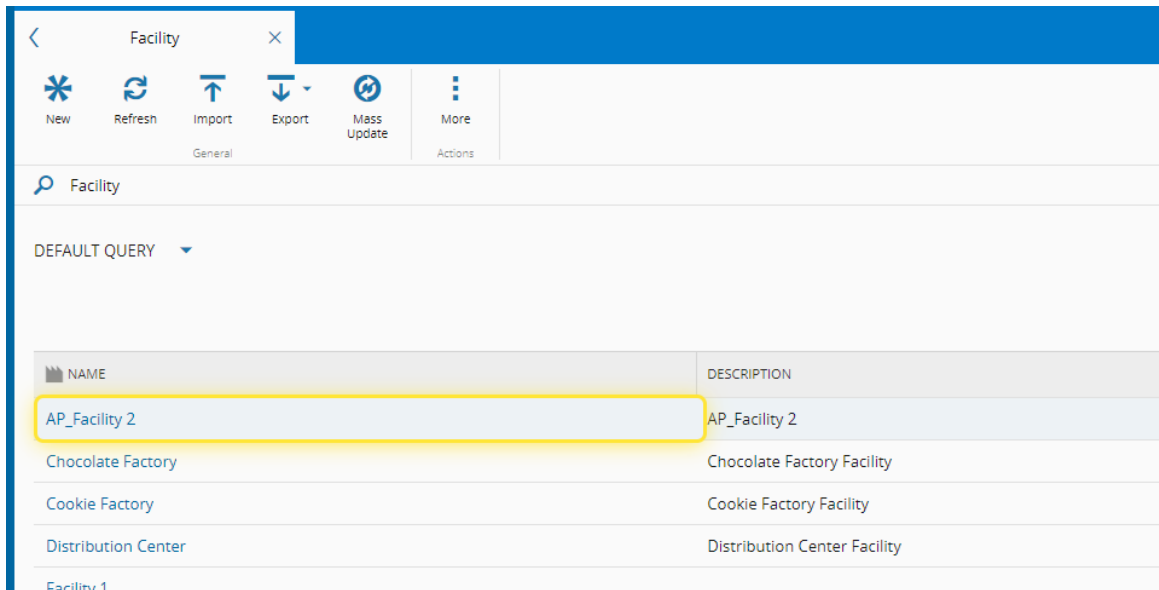 Facility
New Refresh Import Export Mass Update More
General Actions
Facility
DEFAULT QUERY
NAME DESCRIPTION
AP_Facility 2 AP_Facility 2
Chocolate Factory Chocolate Factory Facility
Cookie Factory Cookie Factory Facility
Distribution Center Distribution Center Facility
Facility 1